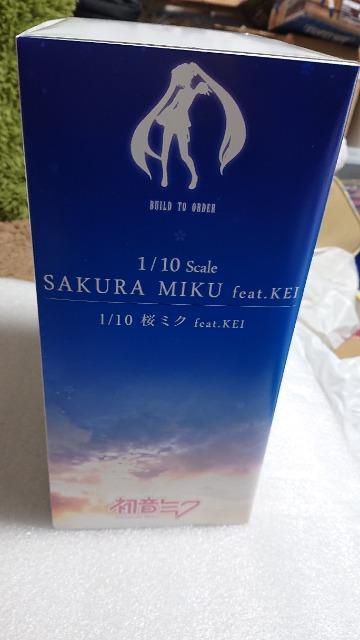 BUILD TO ORDER
1/10 Scale
SAKURA MIKU feat.KEI
1/10 桜ミク feat.KEI
初音ミク